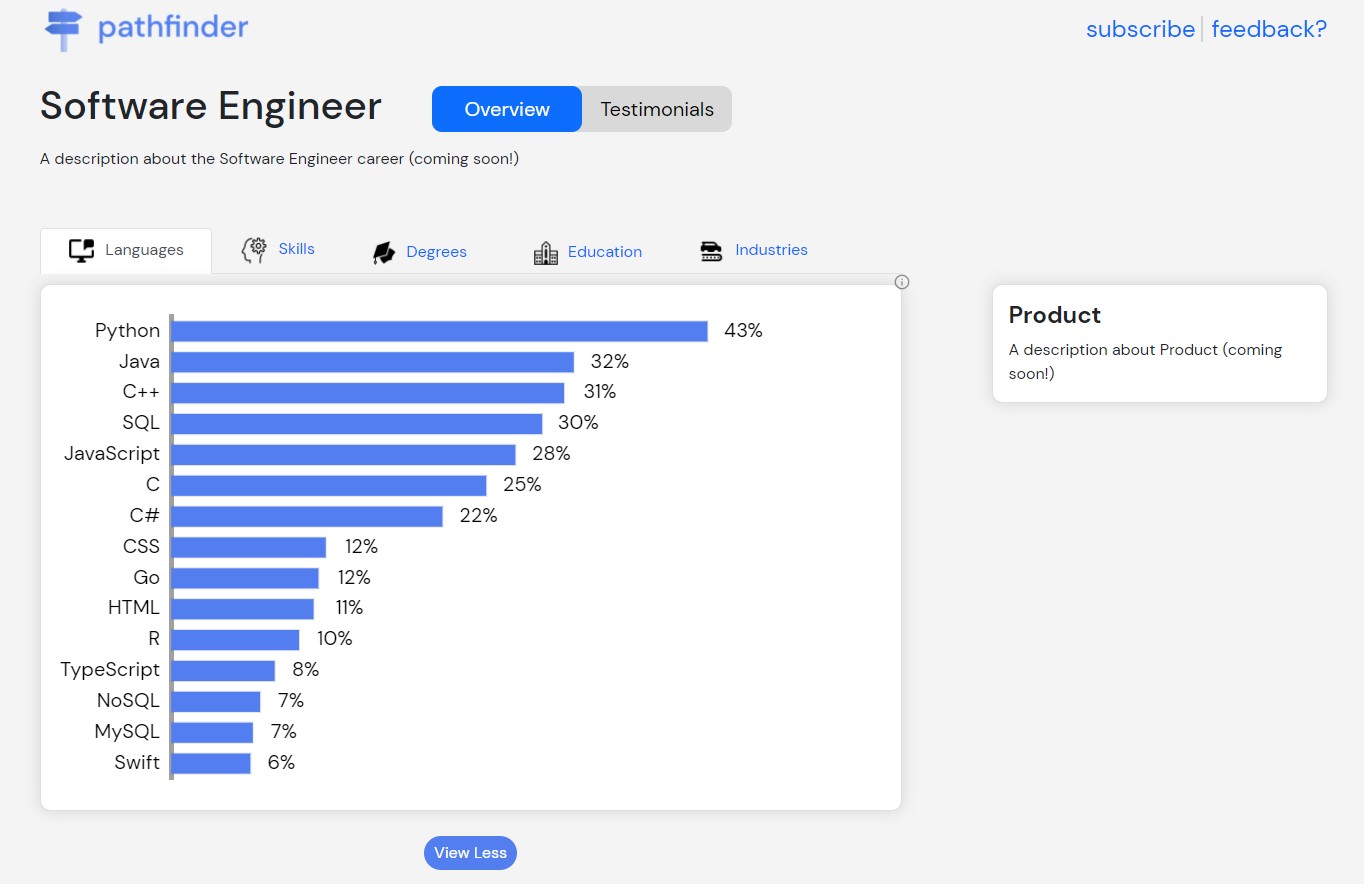 pathfinder
subscribe feedback?
Software Engineer
Overview
Testimonials
A description about the Software Engineer career (coming soon!)
Languages
Skills
Degrees
Education
Industries
Python 43%
Java 32%
C++ 31%
SQL 30%
JavaScript 28%
C 25%
C# 22%
CSS 12%
Go 12%
HTML 11%
R 10%
TypeScript 8%
NoSQL 7%
MySQL 7%
Swift 6%
View Less
Product
A description about Product (coming
soon!)